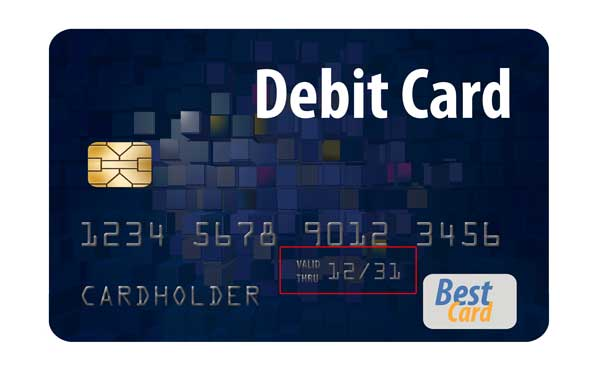 Debit Card
1234 5678 9012 3456
VALID
THRU 12/31
CARDHOLDER
Best
Card